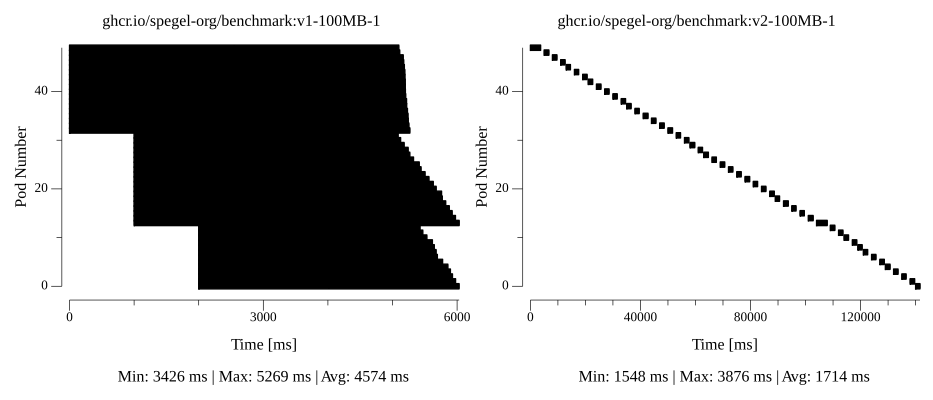 ghcr.io/spegel-org/benchmark:v1-100MB-1
40
20
0
Pod Number
0 3000 6000
Time [ms]
Min: 3426 ms | Max: 5269 ms | Avg: 4574 ms
ghcr.io/spegel-org/benchmark:v2-100MB-1
40
20
0
Pod Number
0 40000 80000 120000
Time [ms]
Min: 1548 ms | Max: 3876 ms | Avg: 1714 ms